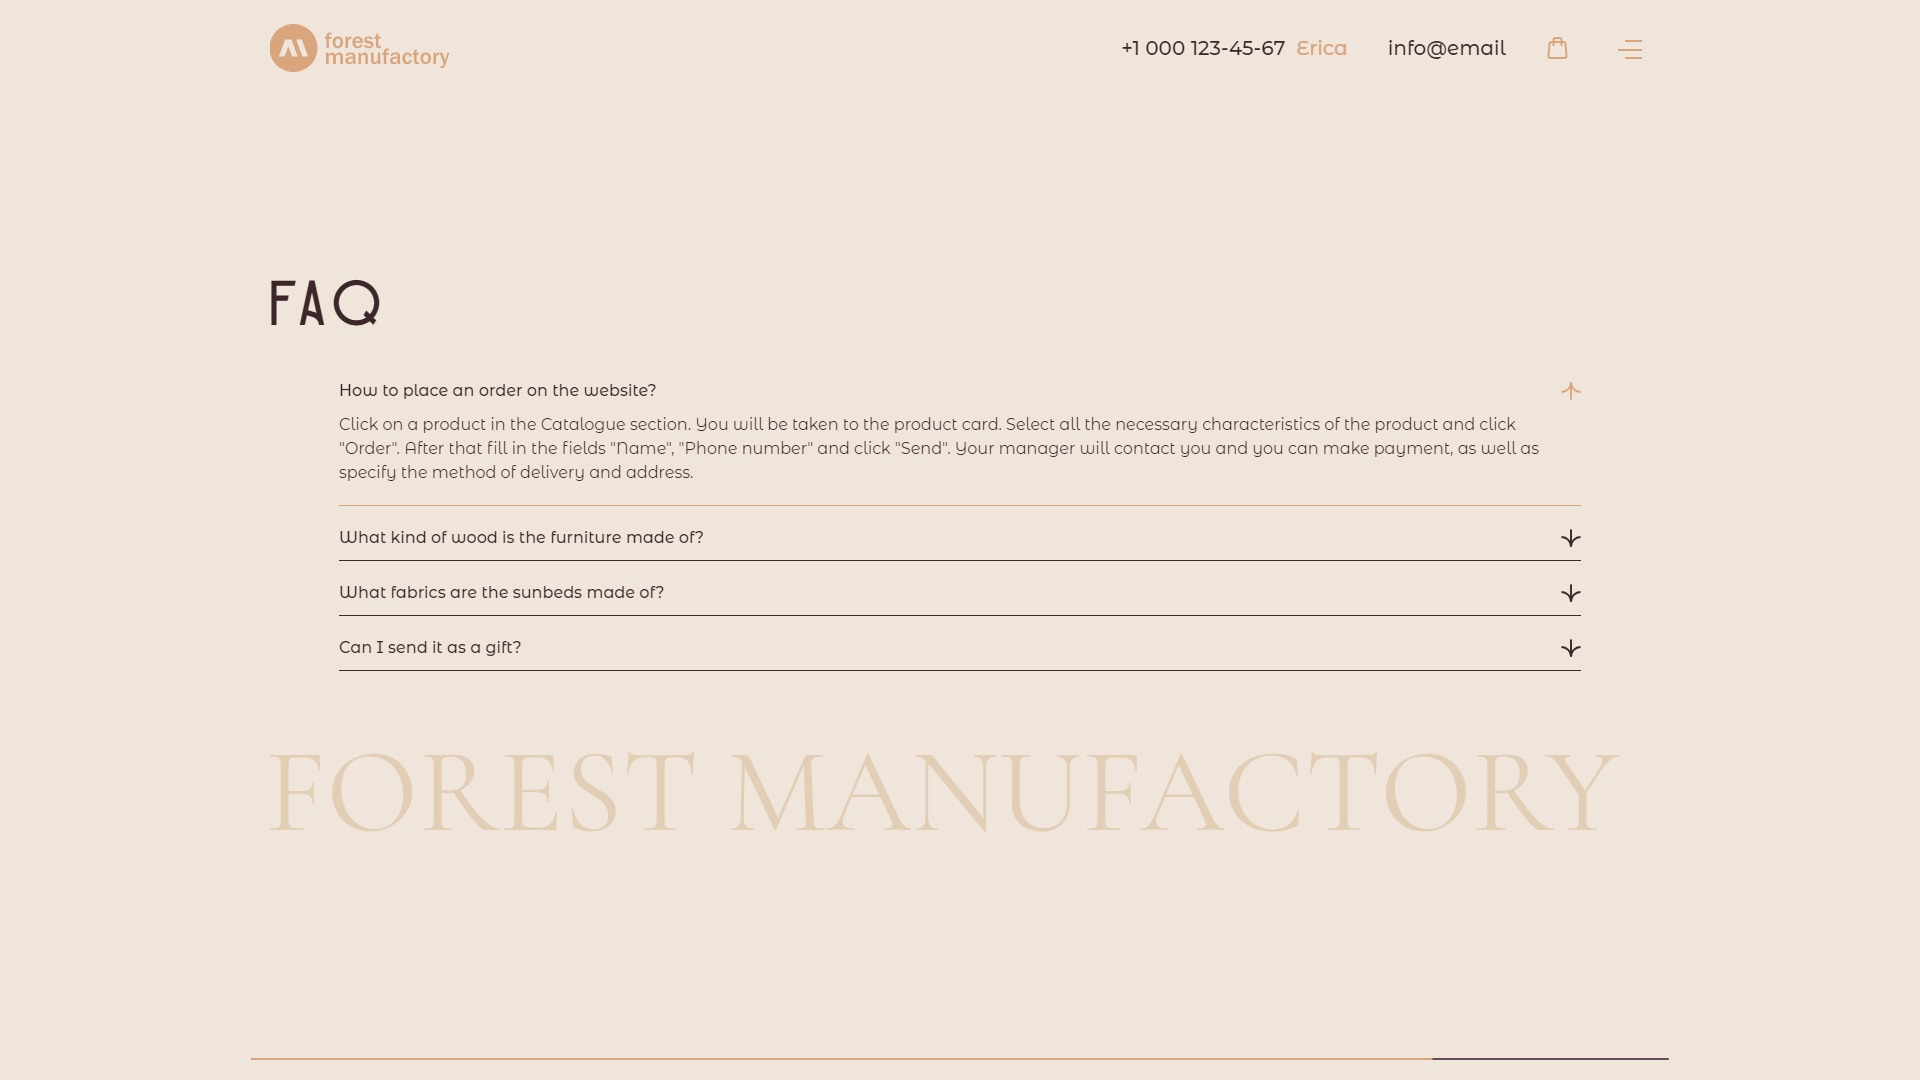 forest
manufactory
+1 000 123-45-67 Erica info@email
FAQ
How to place an order on the website?
Click on a product in the Catalogue section. You will be taken to the product card. Select all the necessary characteristics of the product and click
"Order". After that fill in the fields "Name", "Phone number" and click "Send". Your manager will contact you and you can make payment, as well as
specify the method of delivery and address.
What kind of wood is the furniture made of?
What fabrics are the sunbeds made of?
Can I send it as a gift?
FOREST MANUFACTORY